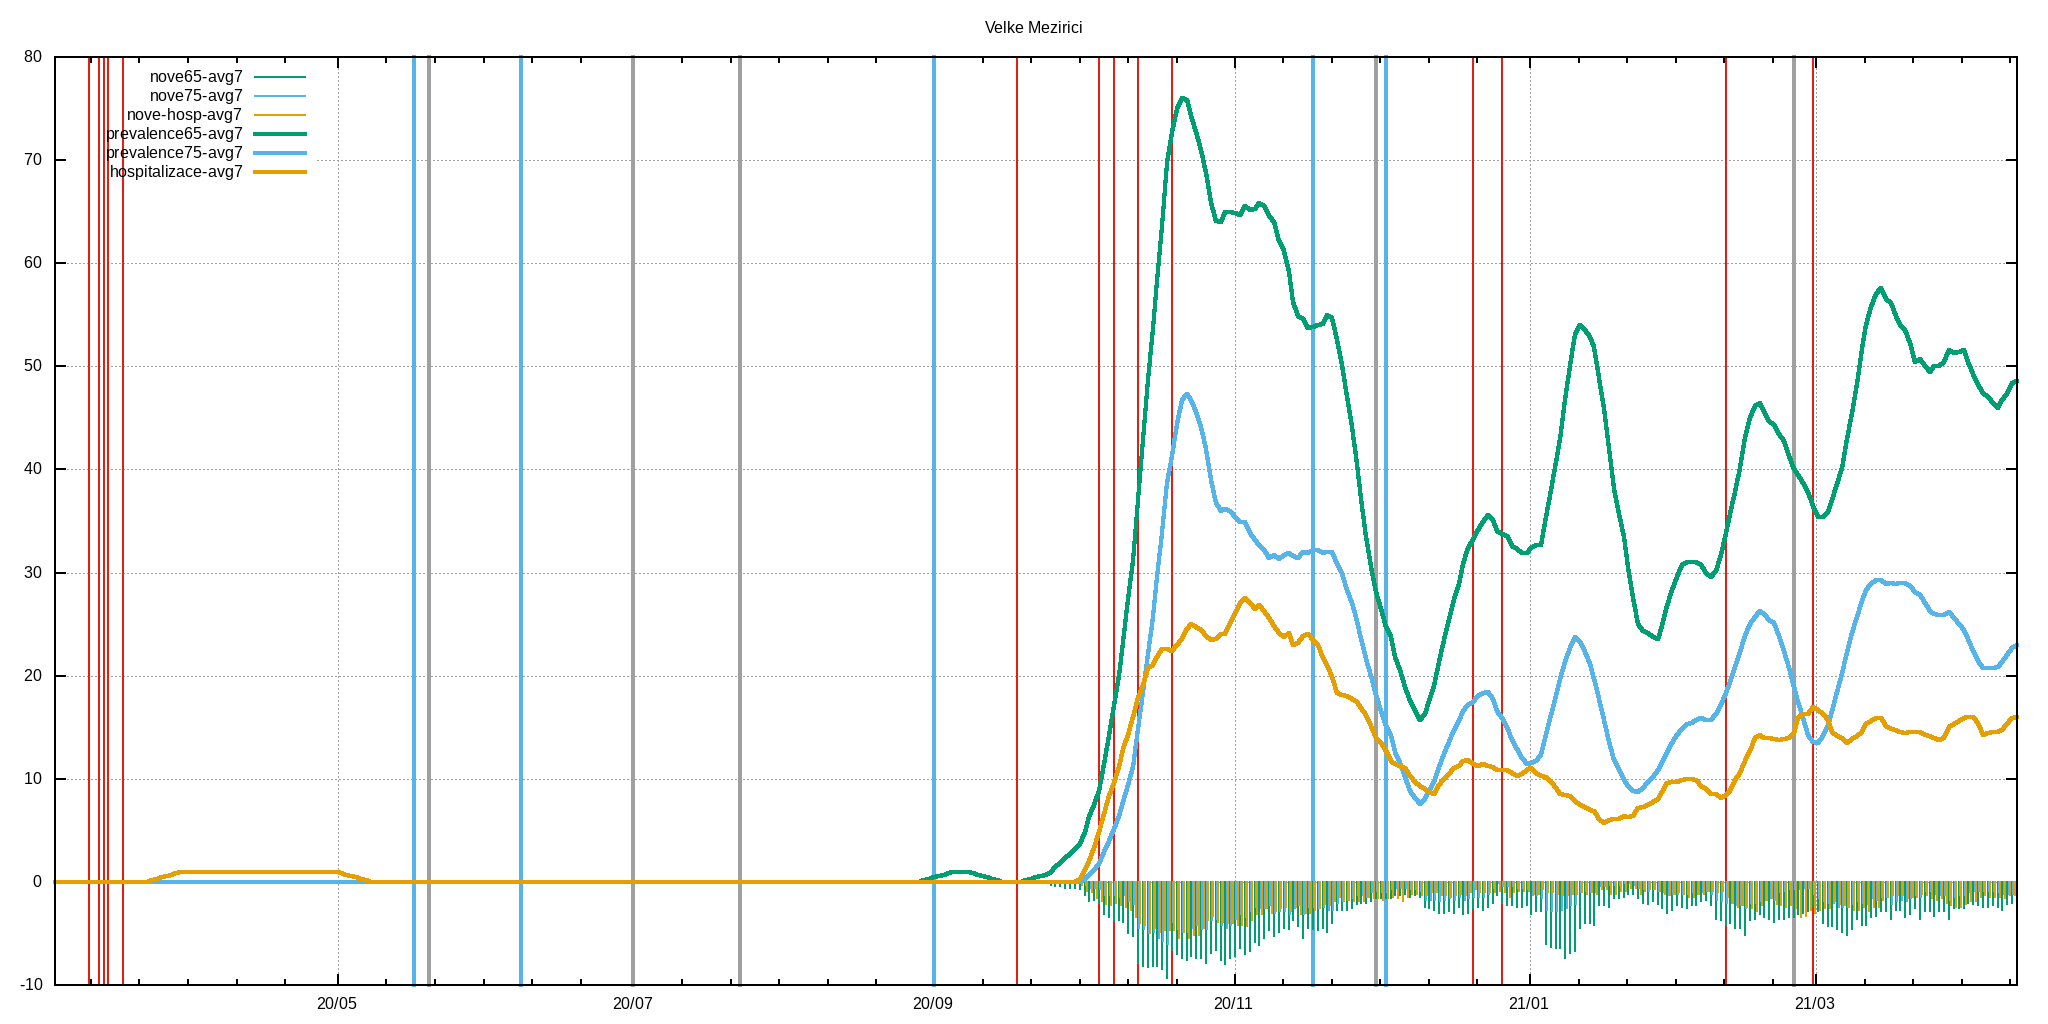 Velke Mezirici
80
70
60
50
40
30
20
10
0
-10
nove65-avg7
nove75-avg7
nove-hosp-avg7
prevalence65-avg7
prevalence75-avg7
hospitalizace-avg7
20/05
20/07
20/09
20/11
21/01
21/03